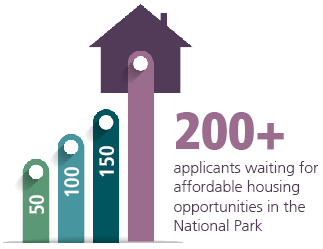 50
100
150
200+
applicants waiting for
affordable housing
opportunities in the
National Park